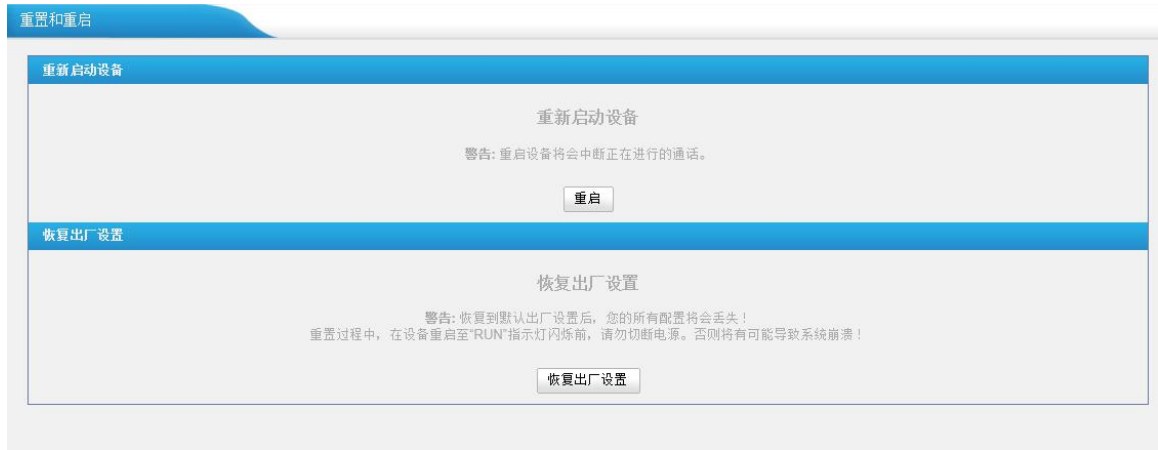 重置和重启
重新启动设备
重新启动设备
警告: 重启设备将会中断正在进行的通话。
重启
恢复出厂设置
恢复出厂设置
警告: 恢复到默认出厂设置后，您的所有配置将会丢失！
重置过程中，在设备重启至“RUN”指示灯闪烁前，请勿切断电源。否则将有可能导致系统崩溃！
恢复出厂设置